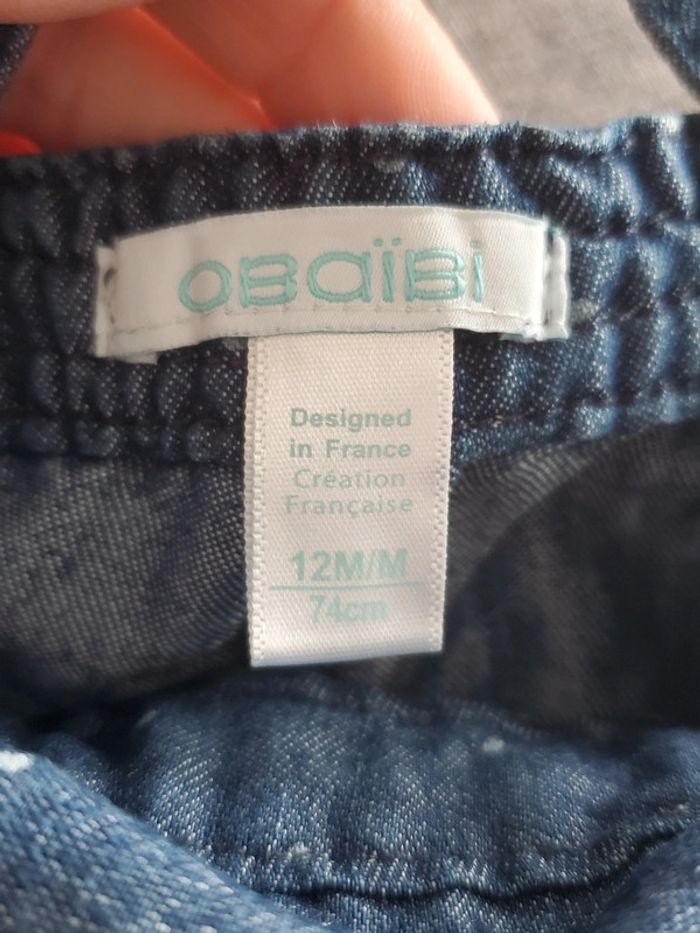 OBAÏBI
Designed
in France
Création
Française
12M/M
74cm